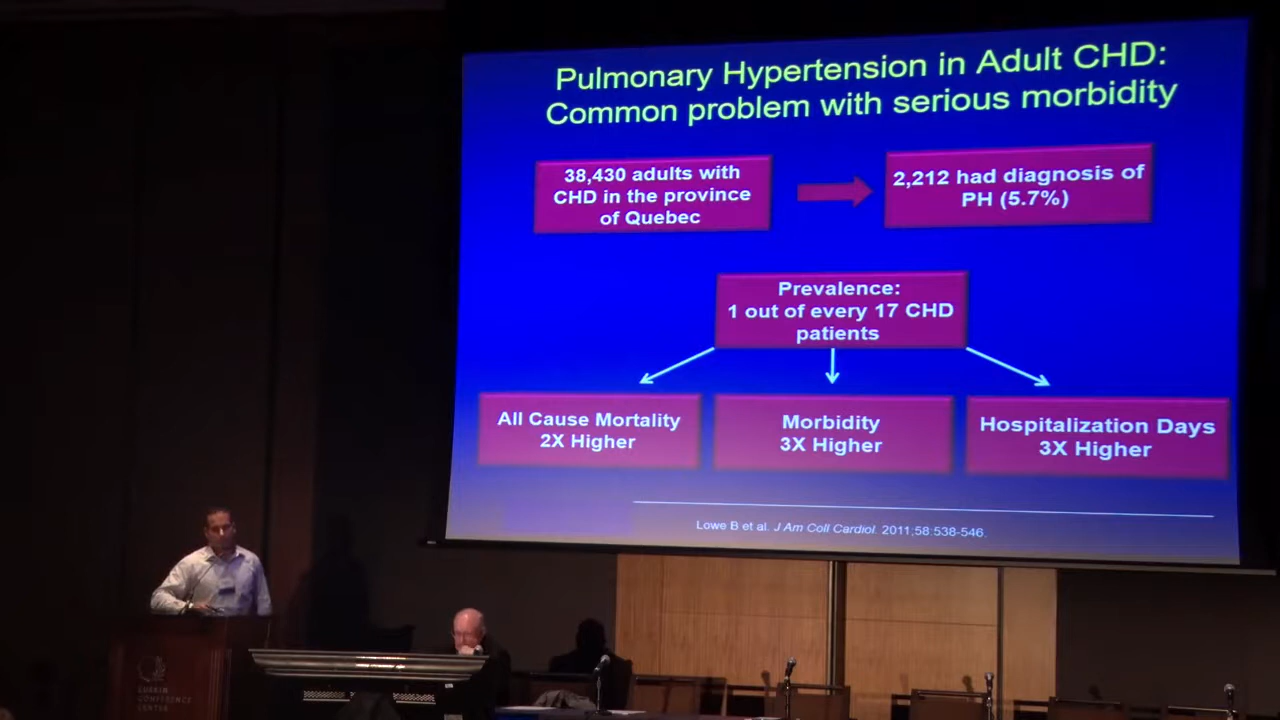 Pulmonary Hypertension in Adult CHD:
Common problem with serious morbidity
38,430 adults with
CHD in the province
of Quebec
2,212 had diagnosis of
PH (5.7%)
Prevalence:
1 out of every 17 CHD
patients
All Cause Mortality
2X Higher
Morbidity
3X Higher
Hospitalization Days
3X Higher
Lowe B et al. J Am Coll Cardiol. 2011;58:538-546.
LUSKIN
CONFERENCE
CENTER